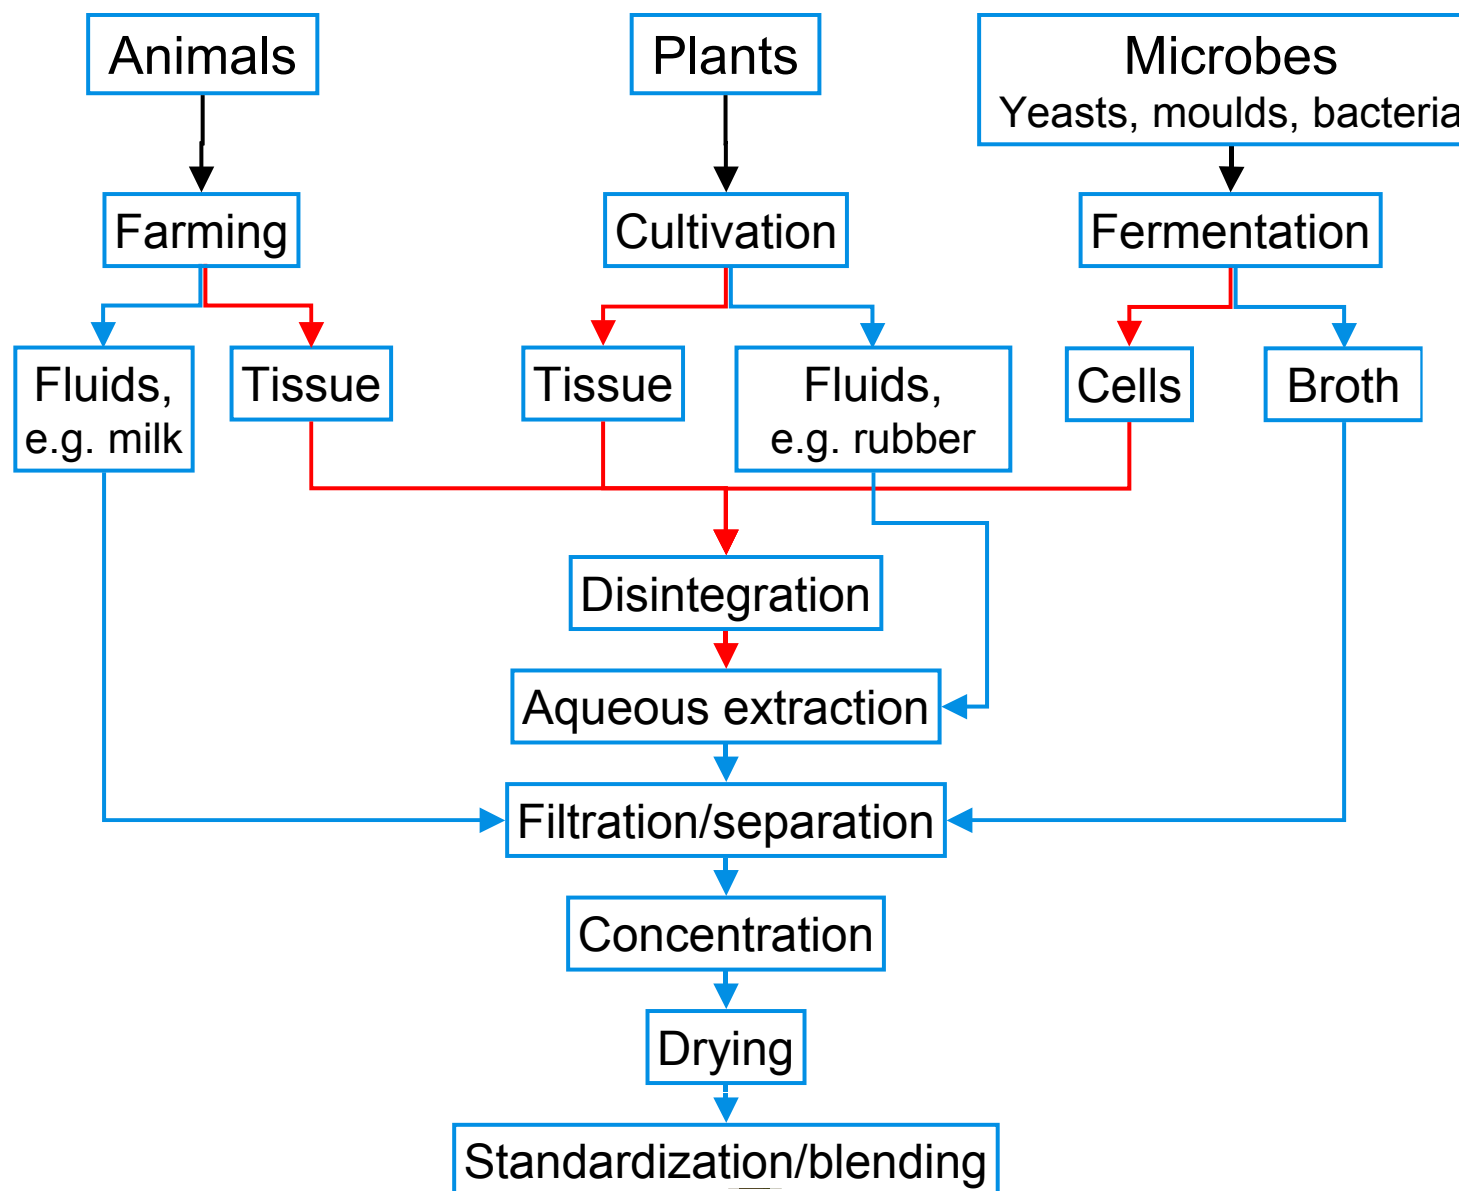 Animals
Plants
Microbes
Yeasts, moulds, bacteria
Farming
Cultivation
Fermentation
Fluids,
e.g. milk
Tissue
Tissue
Fluids,
e.g. rubber
Cells
Broth
Disintegration
Aqueous extraction
Filtration/separation
Concentration
Drying
Standardization/blending